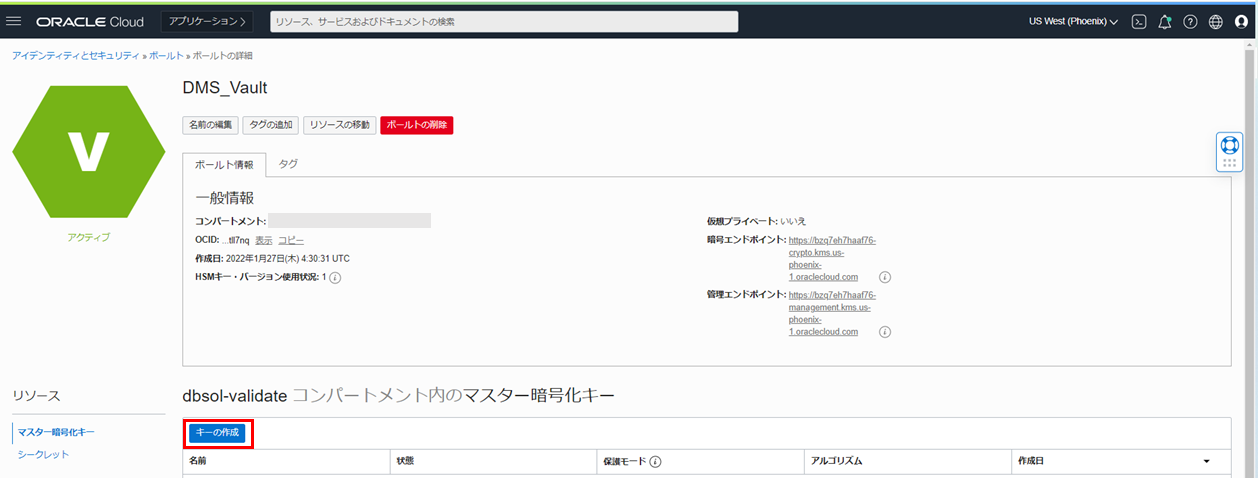 ORACLE Cloud アプリケーション リソース、サービスおよびドキュメントの検索 US West (Phoenix)
アイデンティティとセキュリティ » ボールト » ボールトの詳細
V
アクティブ
DMS_Vault
名前の編集 タグの追加 リソースの移動 ボールトの削除
ボールト情報 タグ
一般情報
コンパートメント:
OCID: ...tll7nq 表示 コピー
作成日: 2022年1月27日(木) 4:30:31 UTC
HSMキー・バージョン使用状況: 1
仮想プライベート: いいえ
暗号エンドポイント: https://bzq7eh7haaf76-
crypto.kms.us-
phoenix-
1.oraclecloud.com
管理エンドポイント: https://bzq7eh7haaf76-
management.kms.us-
phoenix-
1.oraclecloud.com
リソース
マスター暗号化キー
シークレット
dbsol-validate コンパートメント内のマスター暗号化キー
キーの作成
名前 状態 保護モード アルゴリズム 作成日